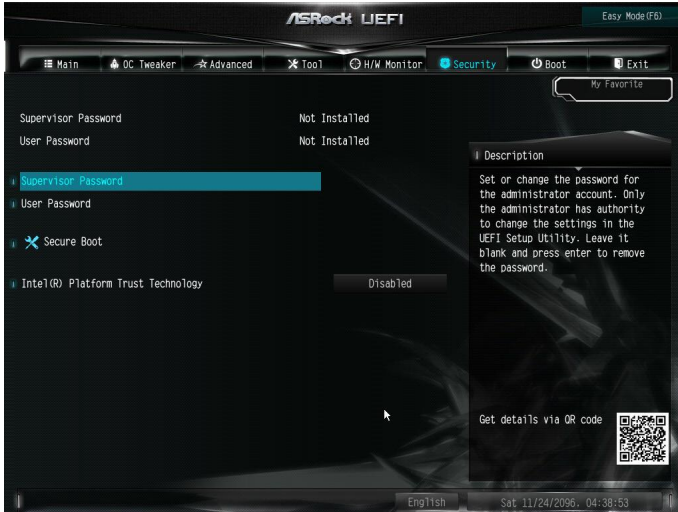 ASRock UEFI
Easy Mode(F6)
Main
OC Tweaker
Advanced
Tool
H/W Monitor
Security
Boot
Exit
My Favorite
Supervisor Password Not Installed
User Password Not Installed
Description
Supervisor Password
User Password
Secure Boot
Intel(R) Platform Trust Technology Disabled
Set or change the password for
the administrator account. Only
the administrator has authority
to change the settings in the
UEFI Setup Utility. Leave it
blank and press enter to remove
the password.
Get details via QR code
English
Sat 11/24/2096. 04:38:53